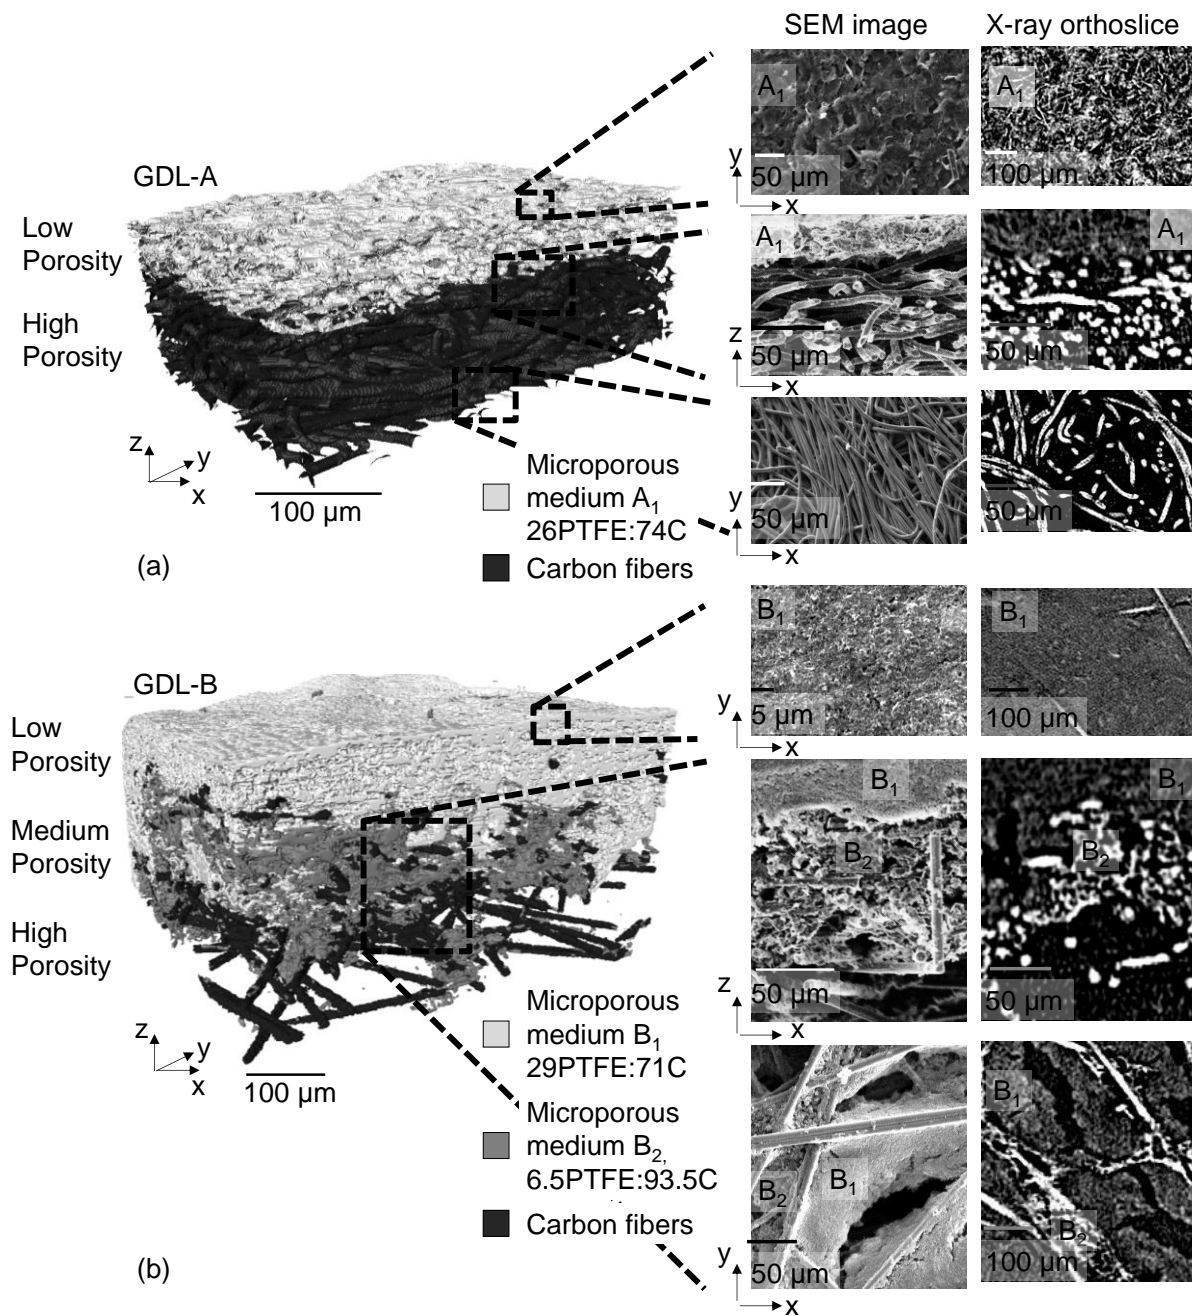 SEM image
X-ray orthoslice
GDL-A
Low
Porosity
High
Porosity
z
y
x
100 μm
Microporous
medium A1
26PTFE:74C
Carbon fibers
(a)
A1
50 μm
y
x
A1
100 μm
A1
50 μm
z
x
A1
50 μm
50 μm
y
x
50 μm
GDL-B
Low
Porosity
Medium
Porosity
High
Porosity
z
y
x
100 μm
Microporous
medium B1
29PTFE:71C
Microporous
medium B2,
6.5PTFE:93.5C
Carbon fibers
(b)
B1
5 μm
y
x
B1
100 μm
B1
B2
50 μm
z
x
B1
B2
50 μm
B2
B1
50 μm
y
x
B1
B2
100 μm